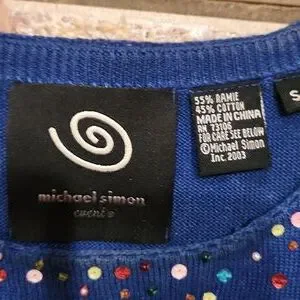 michael simon
event's
55% RAMIE
45% COTTON
MADE IN CHINA
RN 73106
FOR CARE SEE BELOW
©Michael Simon
Inc. 2003
S